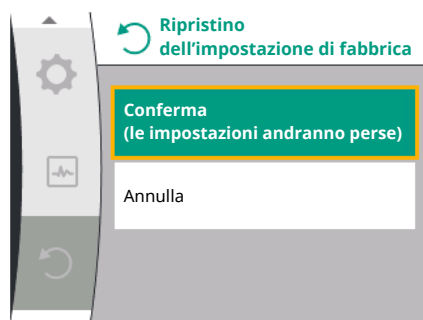 Ripristino
dell’impostazione di fabbrica
Conferma
(le impostazioni andranno perse)
Annulla